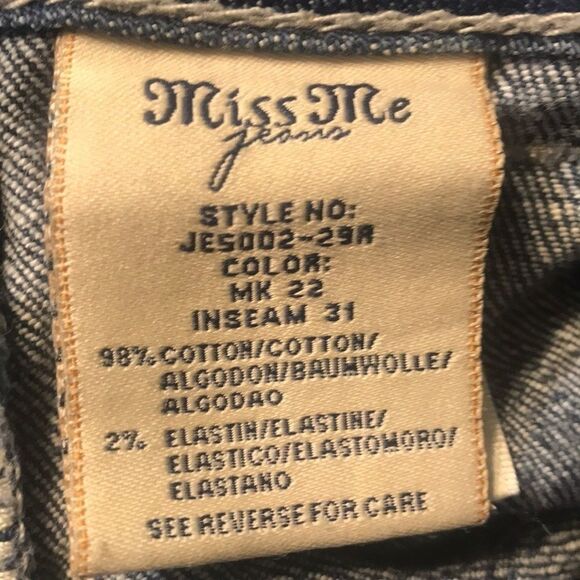 Miss Me
jeans
STYLE NO:
JE5002-29R
COLOR:
MK 22
INSEAM 31
98% COTTON/COTTON/
ALGODON/BAUMWOLLE/
ALGODAO
2% ELASTIN/ELASTINE/
ELASTICO/ELASTOMORO/
ELASTANO
SEE REVERSE FOR CARE